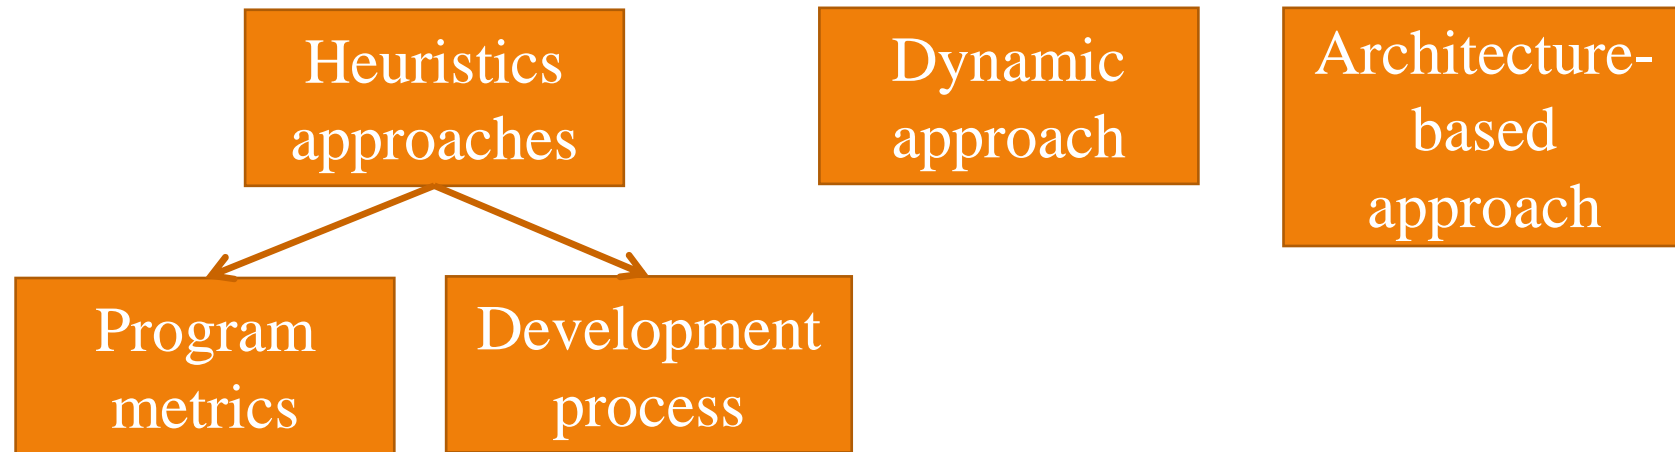 Heuristics
approaches
Dynamic
approach
Architecture-
based
approach
Program
metrics
Development
process